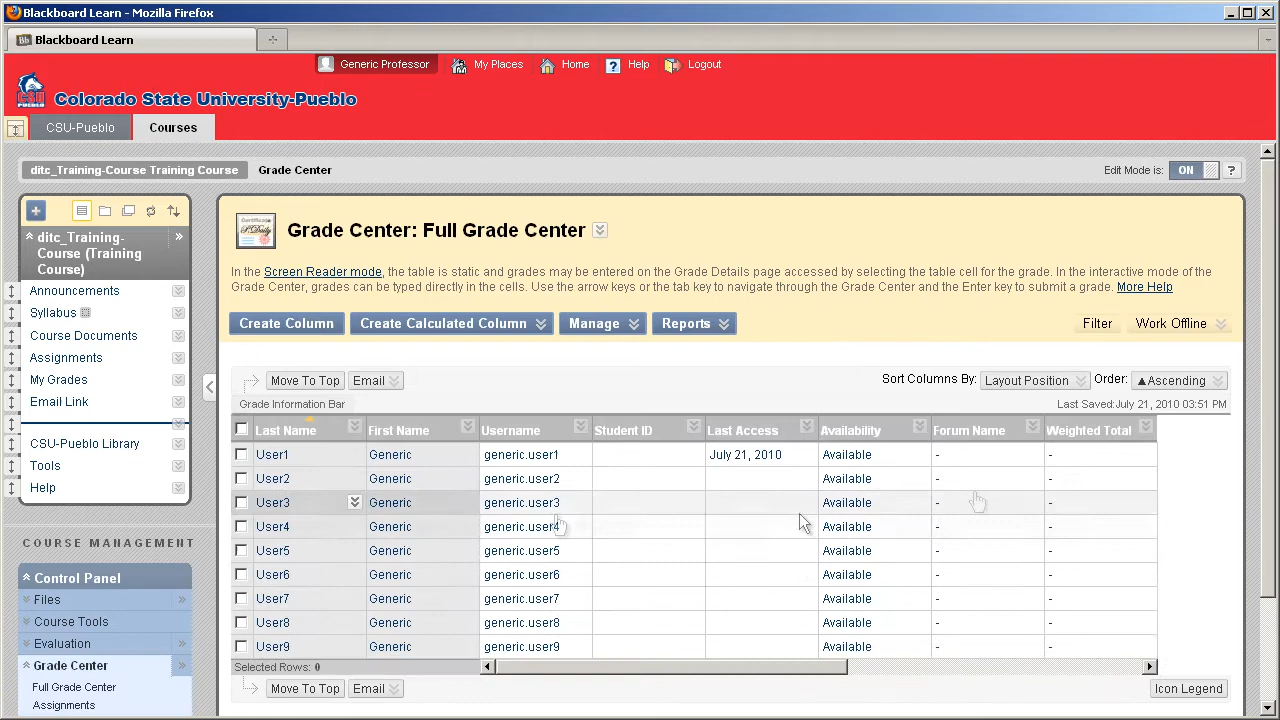 Blackboard Learn - Mozilla Firefox
Bb Blackboard Learn
Generic Professor My Places Home ? Help Logout
CSU PUEBLO Colorado State University-Pueblo
CSU-Pueblo Courses
ditc_Training-Course Training Course Grade Center Edit Mode is: ON ?
Grade Center: Full Grade Center
ditc_Training-
Course (Training
Course)
Announcements
Syllabus
Course Documents
Assignments
My Grades
Email Link
CSU-Pueblo Library
Tools
Help
COURSE MANAGEMENT
Control Panel
Files
Course Tools
Evaluation
Grade Center
Full Grade Center
Assignments
In the Screen Reader mode, the table is static and grades may be entered on the Grade Details page accessed by selecting the table cell for the grade. In the interactive mode of the
Grade Center, grades can be typed directly in the cells. Use the arrow keys or the tab key to navigate through the Grade Center and the Enter key to submit a grade. More Help
Create Column Create Calculated Column Manage Reports Filter Work Offline
Move To Top Email Sort Columns By: Layout Position Order: ▲Ascending
Grade Information Bar Last Saved:July 21, 2010 03:51 PM
Last Name First Name Username Student ID Last Access Availability Forum Name Weighted Total
User1 Generic generic.user1 July 21, 2010 Available - -
User2 Generic generic.user2 Available - -
User3 Generic generic.user3 Available - -
User4 Generic generic.user4 Available - -
User5 Generic generic.user5 Available - -
User6 Generic generic.user6 Available - -
User7 Generic generic.user7 Available - -
User8 Generic generic.user8 Available - -
User9 Generic generic.user9 Available - -
Selected Rows: 0
Move To Top Email Icon Legend